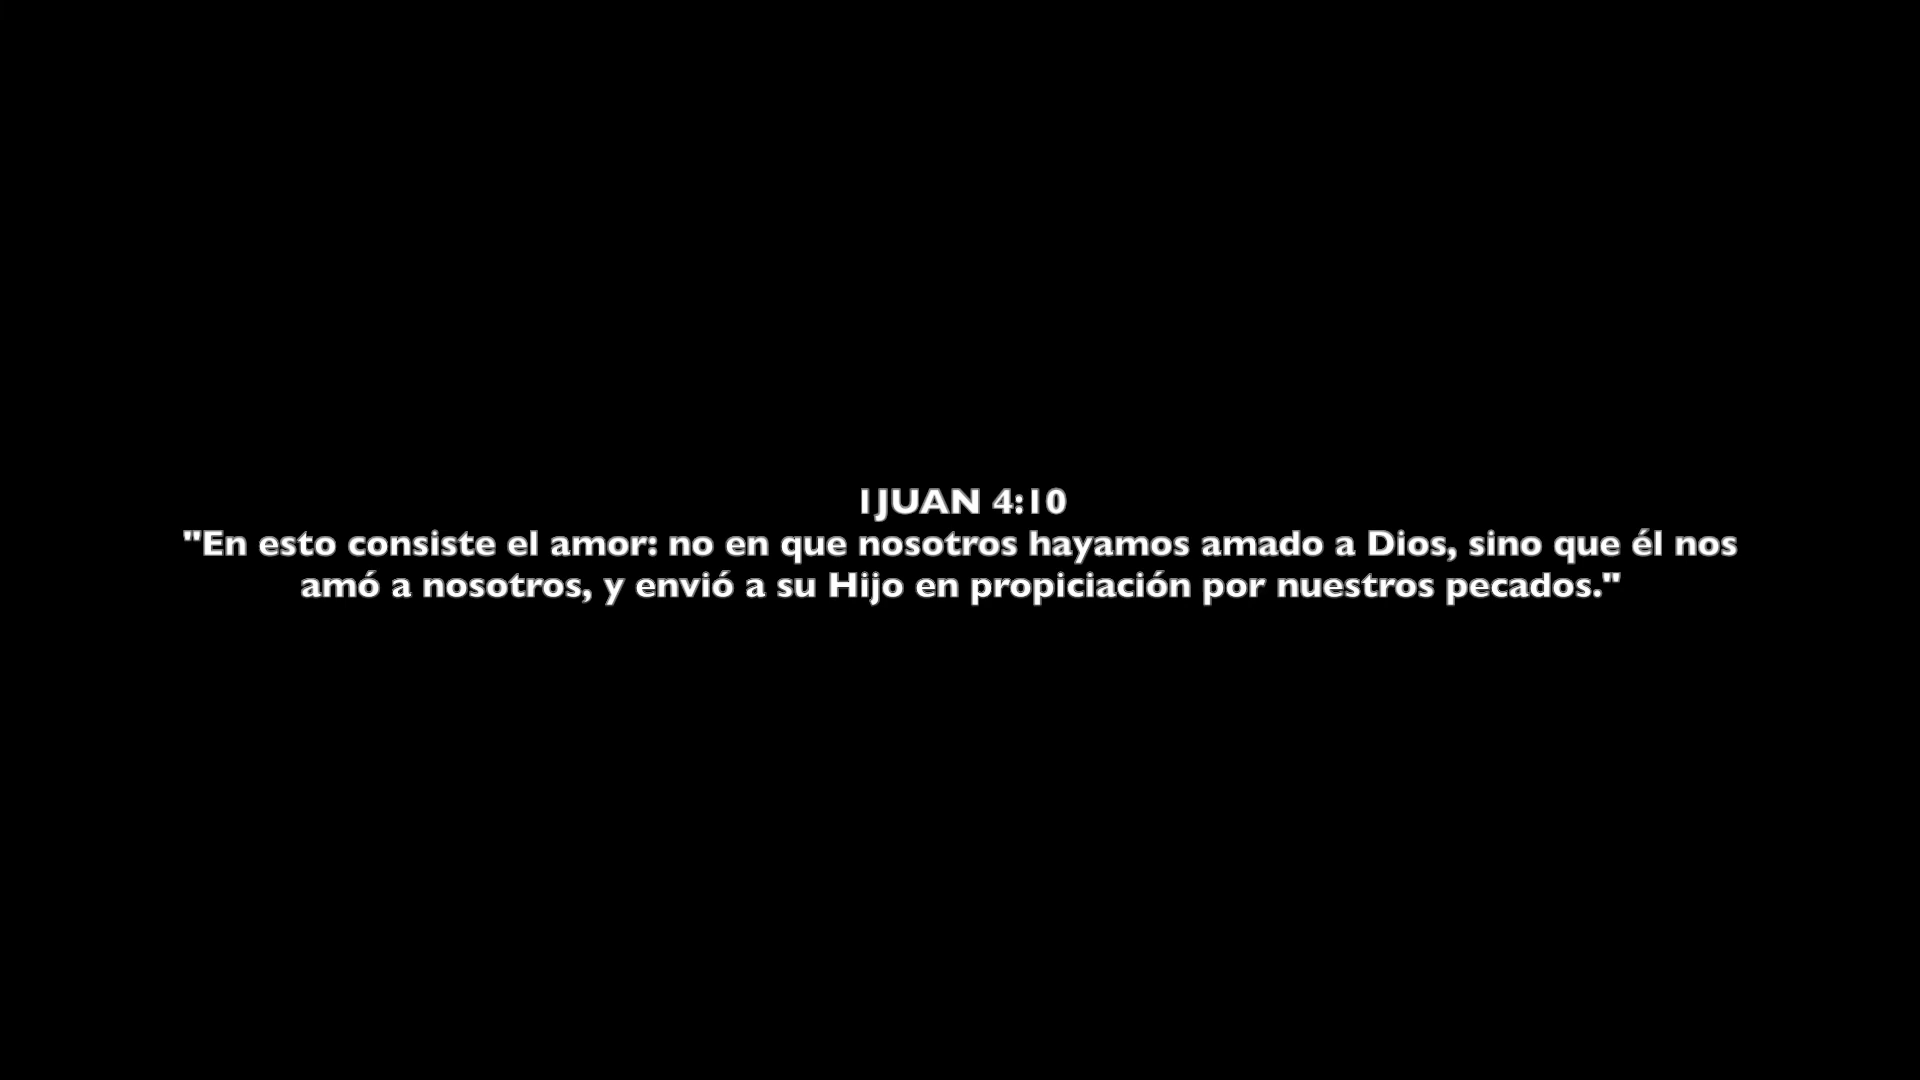 1JUAN 4:10
"En esto consiste el amor: no en que nosotros hayamos amado a Dios, sino que él nos
amó a nosotros, y envió a su Hijo en propiciación por nuestros pecados."